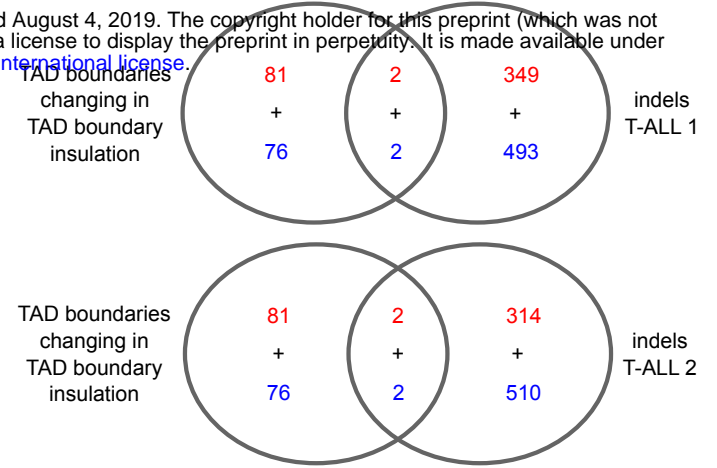 d August 4, 2019. The copyright holder for this preprint (which was not
a license to display the preprint in perpetuity. It is made available under
nternational license.
TAD boundaries
changing in
TAD boundary
insulation
81 2 349
+ + +
76 2 493
indels
T-ALL 1
TAD boundaries
changing in
TAD boundary
insulation
81 2 314
+ + +
76 2 510
indels
T-ALL 2